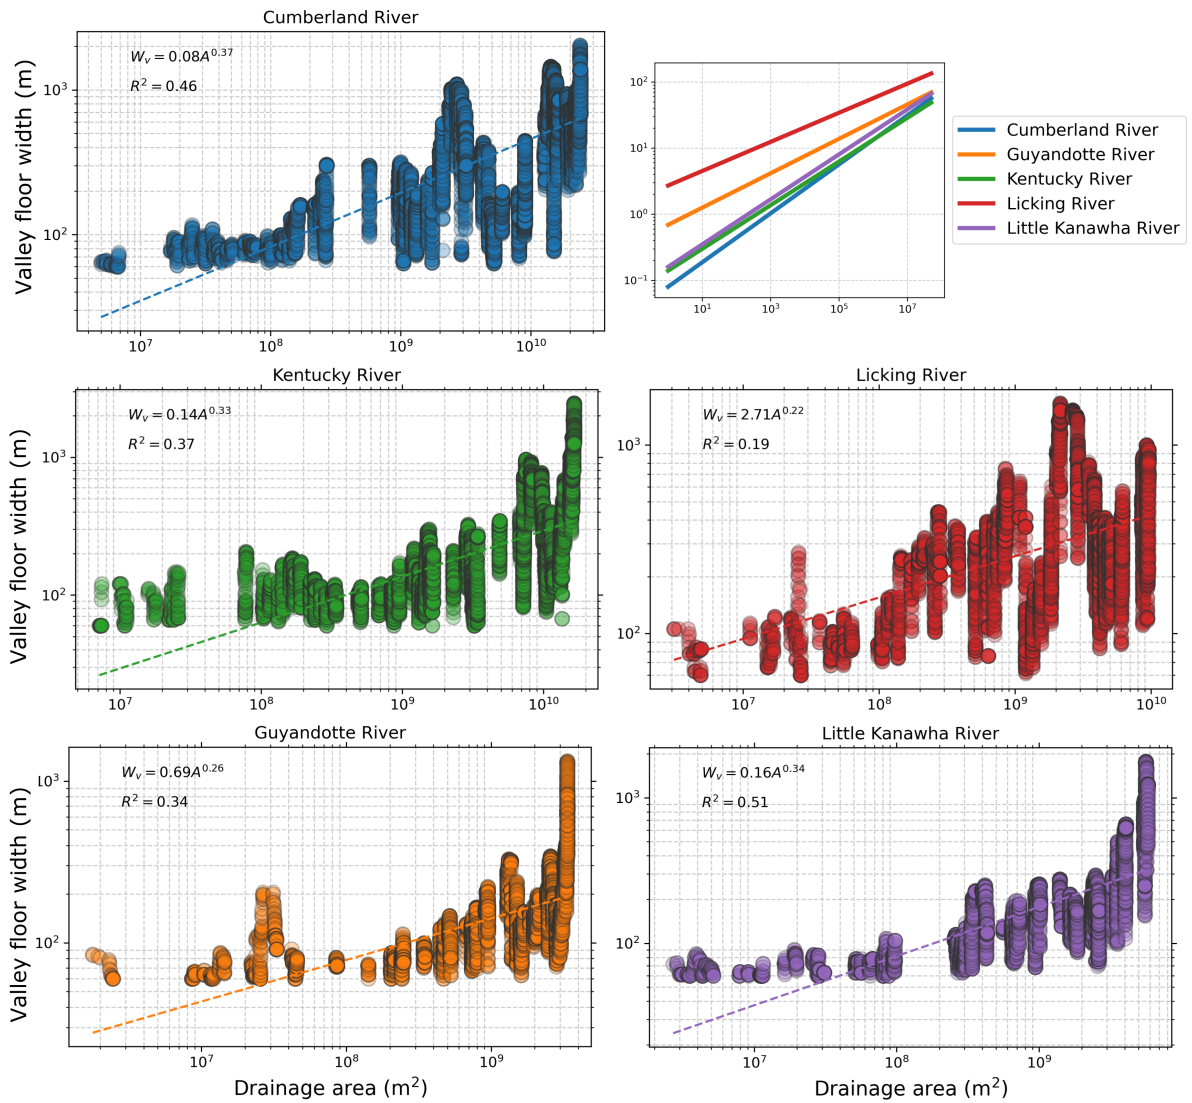 Cumberland River
Valley floor width (m)
W_v = 0.08A^0.37
R^2 = 0.46
10^3
10^2
10^7 10^8 10^9 10^10
10^2
10^1
10^0
10^−1
10^1 10^3 10^5 10^7
Cumberland River
Guyandotte River
Kentucky River
Licking River
Little Kanawha River
Kentucky River
Valley floor width (m)
W_v = 0.14A^0.33
R^2 = 0.37
10^3
10^2
10^7 10^8 10^9 10^10
Licking River
W_v = 2.71A^0.22
R^2 = 0.19
10^3
10^2
10^7 10^8 10^9 10^10
Guyandotte River
Valley floor width (m)
W_v = 0.69A^0.26
R^2 = 0.34
10^3
10^2
10^7 10^8 10^9
Drainage area (m^2)
Little Kanawha River
W_v = 0.16A^0.34
R^2 = 0.51
10^3
10^2
10^7 10^8 10^9
Drainage area (m^2)